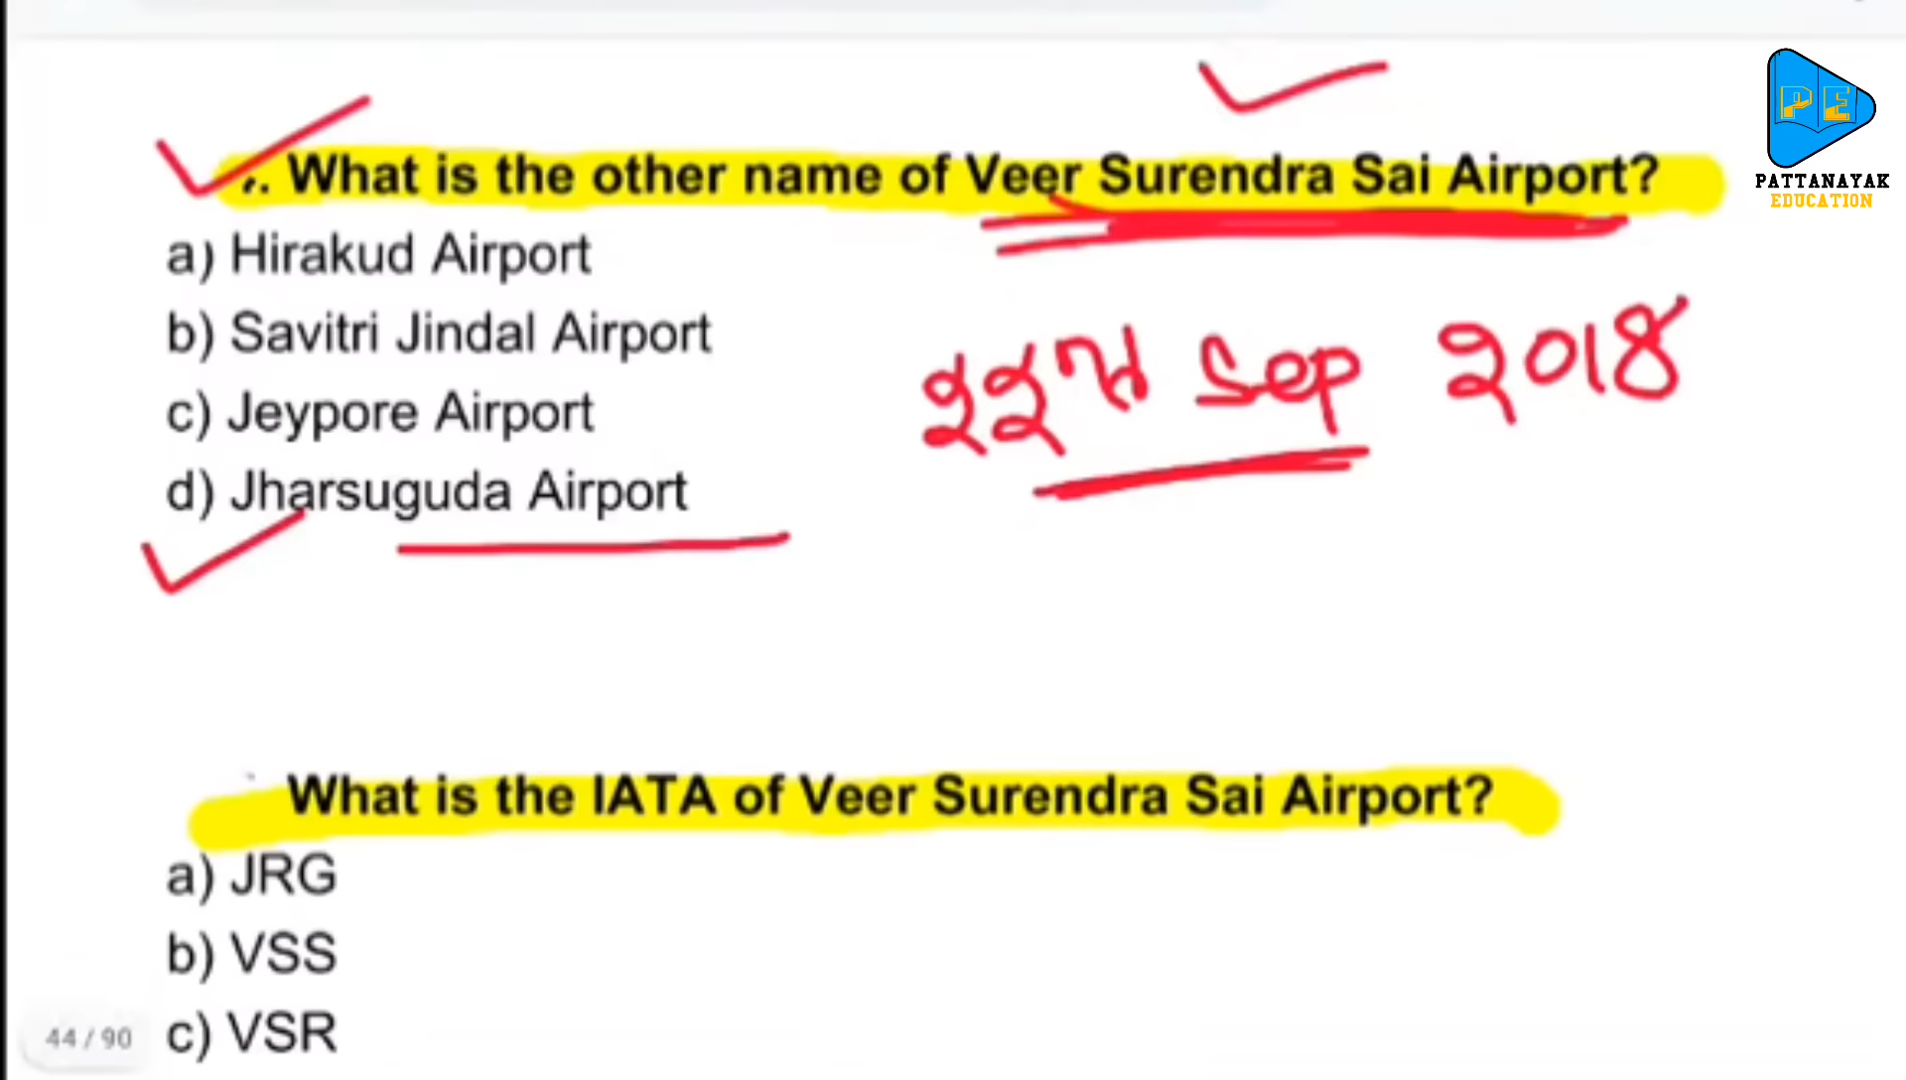 What is the other name of Veer Surendra Sai Airport?
a) Hirakud Airport
b) Savitri Jindal Airport
c) Jeypore Airport
d) Jharsuguda Airport
22nd Sep 2018
What is the IATA of Veer Surendra Sai Airport?
a) JRG
b) VSS
c) VSR
44 / 90
PE
PATTANAYAK
EDUCATION